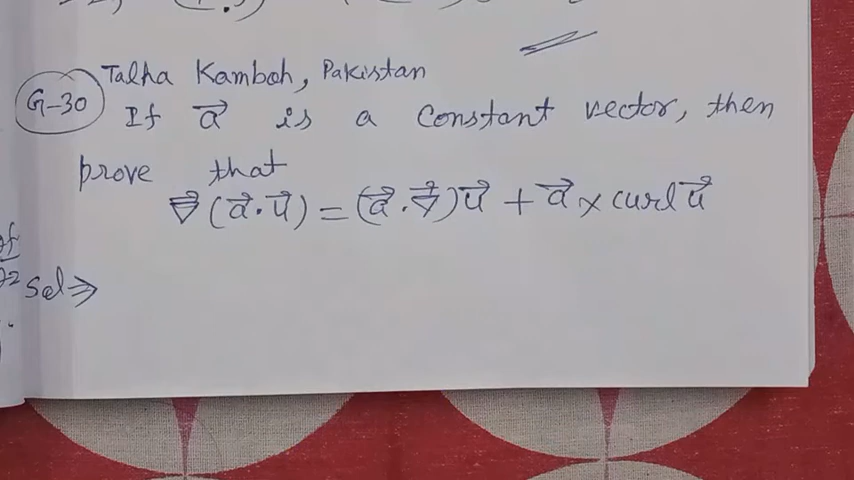 Talha Kamboh, Pakistan
G-30 If a⃗ is a constant vector, then
prove that
∇⃗(a⃗·u⃗) = (a⃗·∇⃗)u⃗ + a⃗ × curl u⃗
Sol ⇒